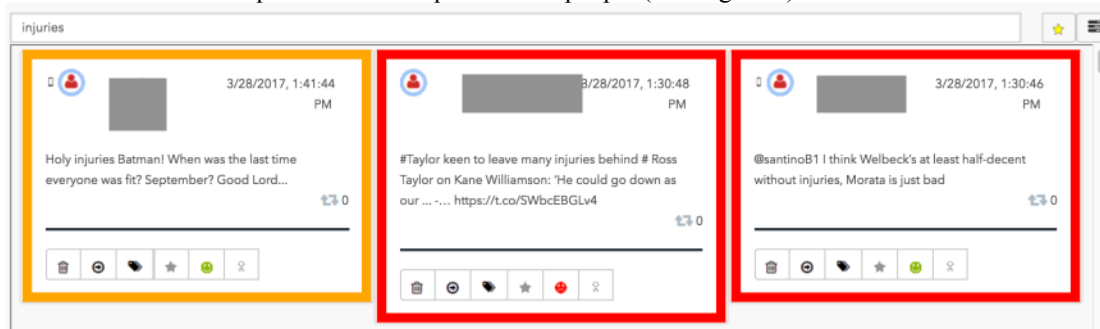 injuries
3/28/2017, 1:41:44
PM
Holy injuries Batman! When was the last time
everyone was fit? September? Good Lord...
0
3/28/2017, 1:30:48
PM
#Taylor keen to leave many injuries behind # Ross
Taylor on Kane Williamson: 'He could go down as
our ... -… https://t.co/SWbcEBGLv4
0
3/28/2017, 1:30:46
PM
@santinoB1 I think Welbeck's at least half-decent
without injuries, Morata is just bad
0